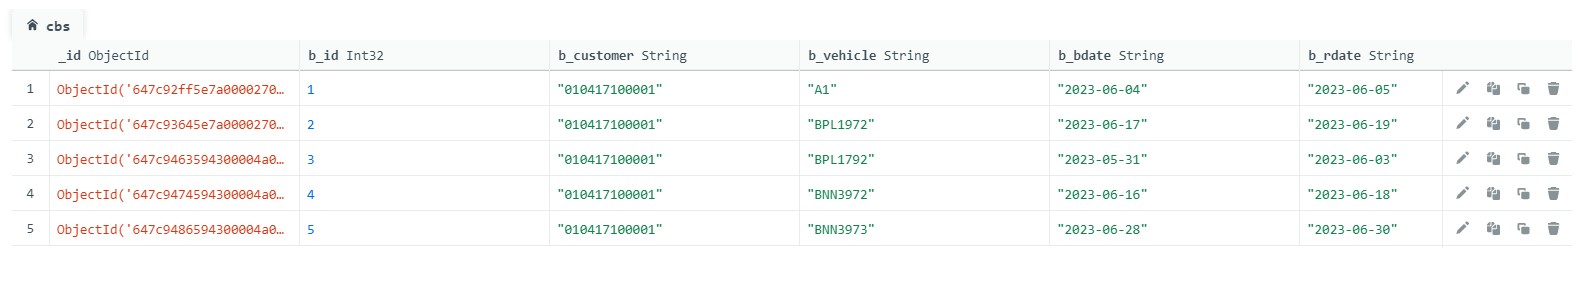 cbs
_id ObjectId b_id Int32 b_customer String b_vehicle String b_bdate String b_rdate String
1 ObjectId('647c92ff5e7a0000270… 1 "010417100001" "A1" "2023-06-04" "2023-06-05"
2 ObjectId('647c93645e7a0000270… 2 "010417100001" "BPL1972" "2023-06-17" "2023-06-19"
3 ObjectId('647c9463594300004a0… 3 "010417100001" "BPL1792" "2023-05-31" "2023-06-03"
4 ObjectId('647c9474594300004a0… 4 "010417100001" "BNN3972" "2023-06-16" "2023-06-18"
5 ObjectId('647c9486594300004a0… 5 "010417100001" "BNN3973" "2023-06-28" "2023-06-30"